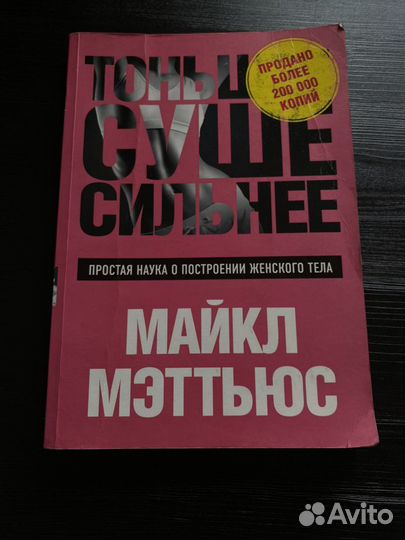 ТОНЬШЕ
СУШЕ
СИЛЬНЕЕ
ПРОДАНО
БОЛЕЕ
200 000
КОПИЙ
ПРОСТАЯ НАУКА О ПОСТРОЕНИИ ЖЕНСКОГО ТЕЛА
МАЙКЛ
МЭТТЬЮС
Avito